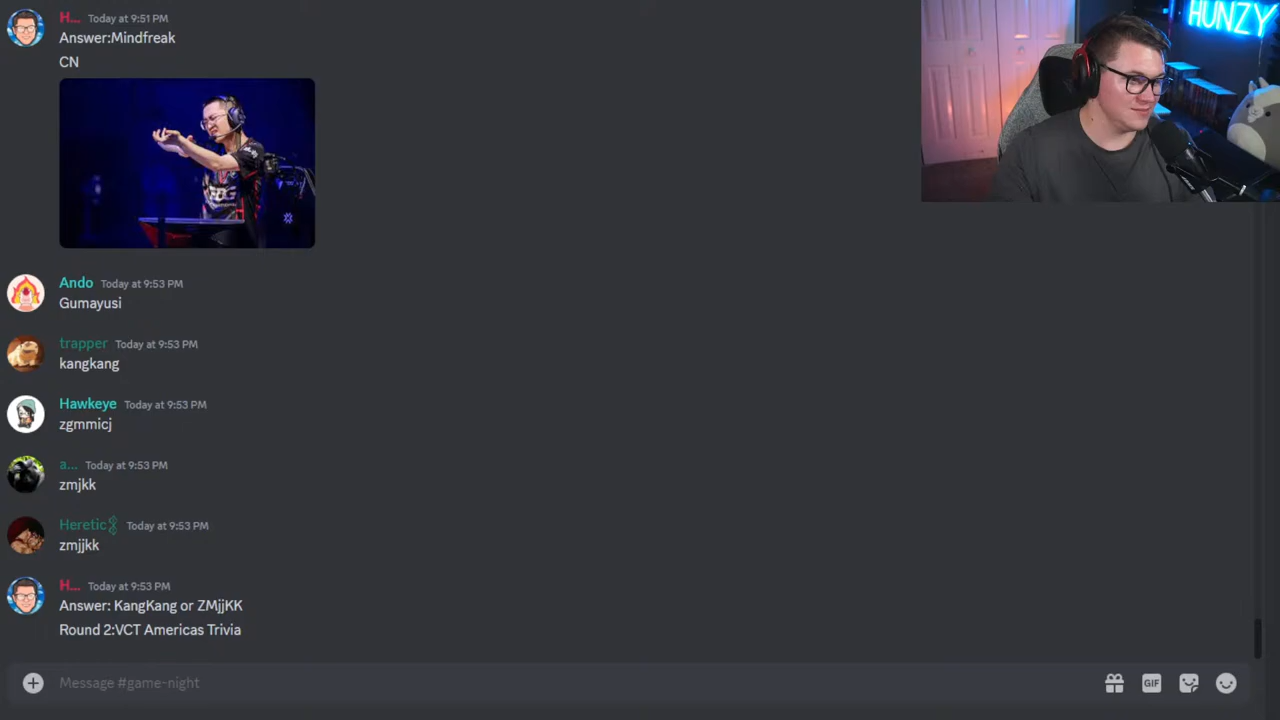 H... Today at 9:51 PM
Answer:Mindfreak
CN
HUNZY
Ando Today at 9:53 PM
Gumayusi
trapper Today at 9:53 PM
kangkang
Hawkeye Today at 9:53 PM
zgmmicj
a... Today at 9:53 PM
zmjkk
Heretic Today at 9:53 PM
zmjjkk
H... Today at 9:53 PM
Answer: KangKang or ZMjjKK
Round 2:VCT Americas Trivia
Message #game-night
GIF